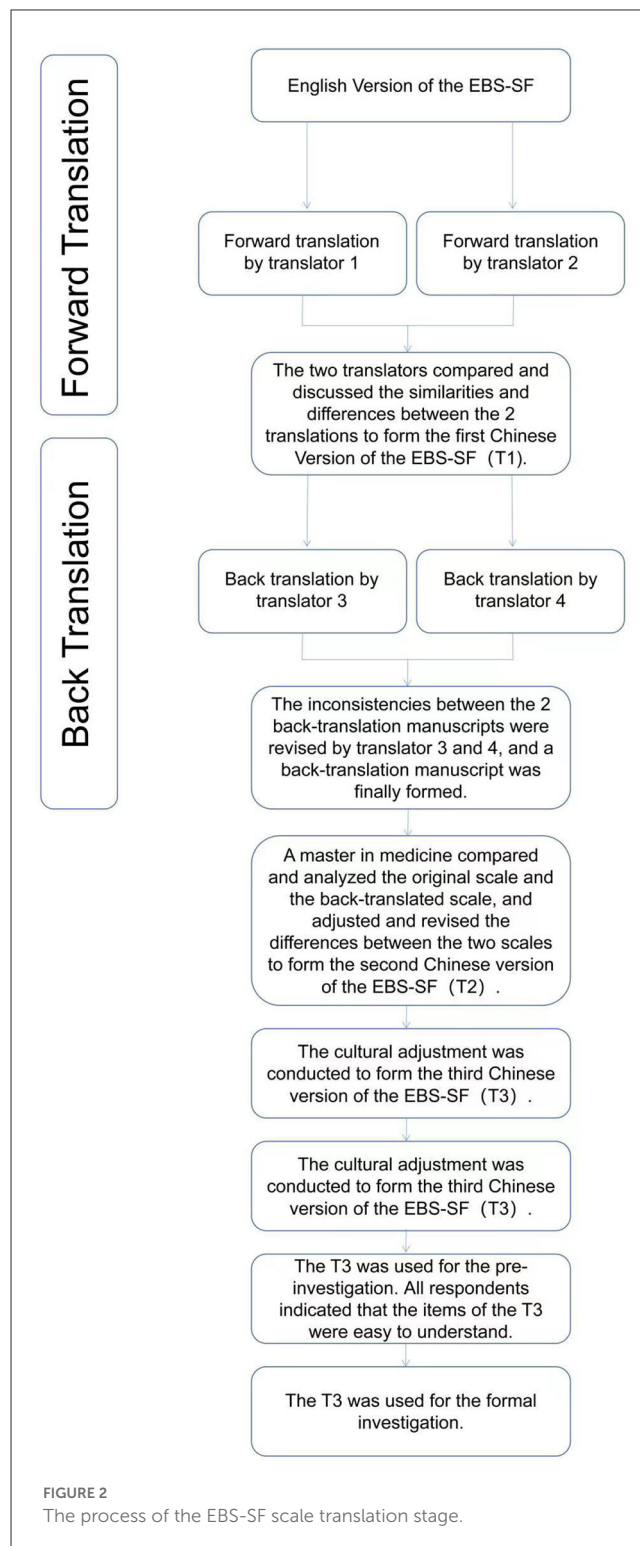 Forward Translation
English Version of the EBS-SF
Forward translation
by translator 1
Forward translation
by translator 2
The two translators compared and
discussed the similarities and
differences between the 2
translations to form the first Chinese
Version of the EBS-SF（T1).
Back Translation
Back translation by
translator 3
Back translation by
translator 4
The inconsistencies between the 2
back-translation manuscripts were
revised by translator 3 and 4, and a
back-translation manuscript was
finally formed.
A master in medicine compared
and analyzed the original scale and
the back-translated scale, and
adjusted and revised the
differences between the two scales
to form the second Chinese version
of the EBS-SF（T2）.
The cultural adjustment was
conducted to form the third Chinese
version of the EBS-SF（T3）.
The cultural adjustment was
conducted to form the third Chinese
version of the EBS-SF（T3）.
The T3 was used for the pre-
investigation. All respondents
indicated that the items of the T3
were easy to understand.
The T3 was used for the formal
investigation.
FIGURE 2
The process of the EBS-SF scale translation stage.